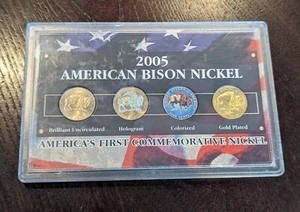 2005
AMERICAN BISON NICKEL
Brilliant Uncirculated Hologram Colorized Gold Plated
AMERICA'S FIRST COMMEMORATIVE NICKEL